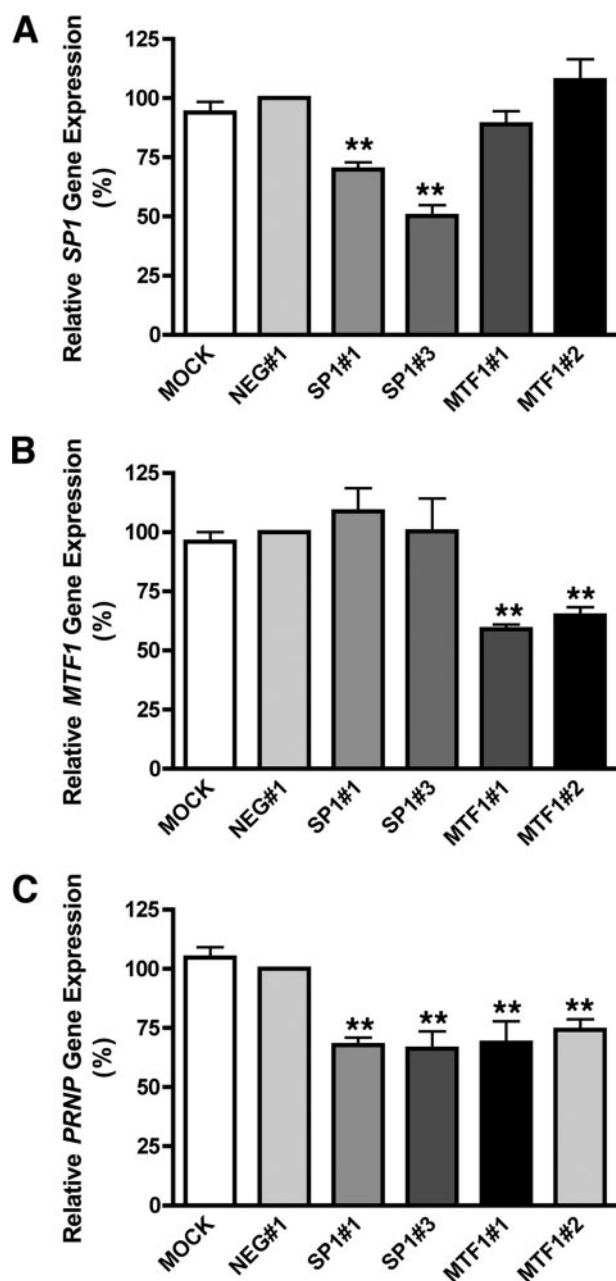 A
Relative SP1 Gene Expression
(%)
125
100
75
50
25
0
**
**
MOCK
NEG#1
SP1#1
SP1#3
MTF1#1
MTF1#2
B
Relative MTF1 Gene Expression
(%)
125
100
75
50
25
0
**
**
MOCK
NEG#1
SP1#1
SP1#3
MTF1#1
MTF1#2
C
Relative PRNP Gene Expression
(%)
125
100
75
50
25
0
**
**
**
**
MOCK
NEG#1
SP1#1
SP1#3
MTF1#1
MTF1#2